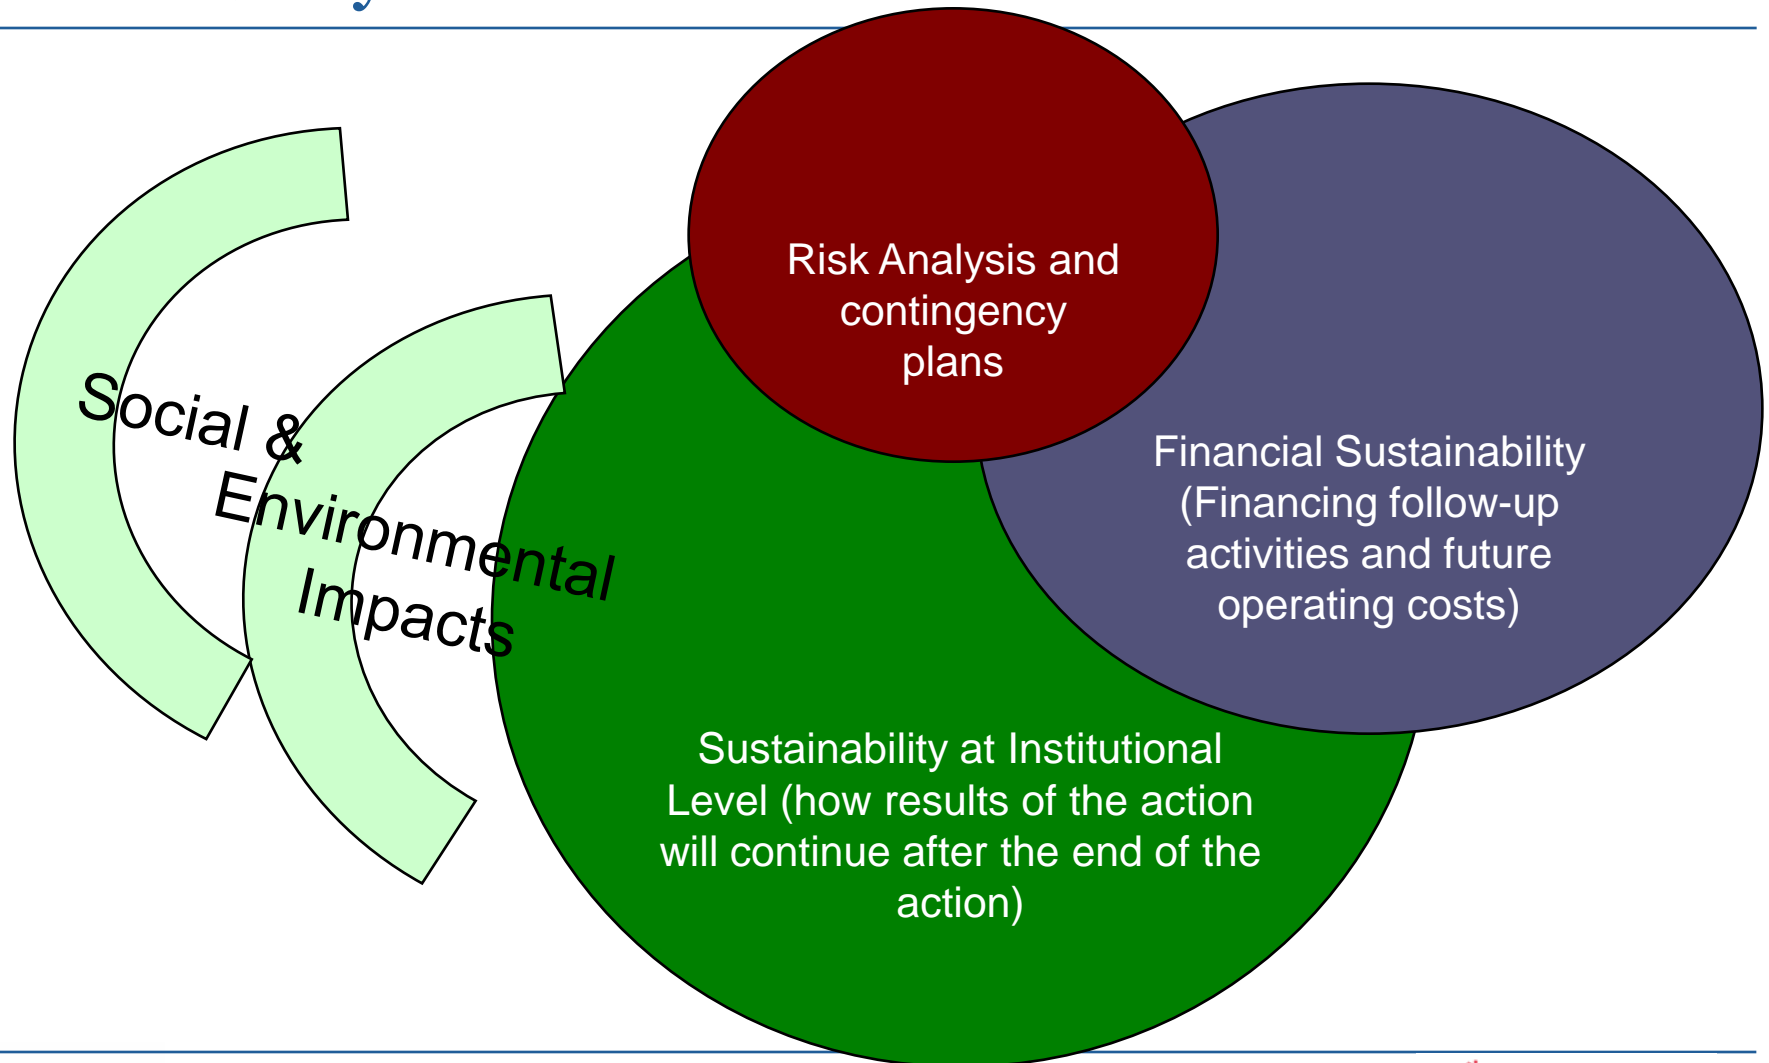 Risk Analysis and
contingency
plans
Social &
Environmental
Impacts
Financial Sustainability
(Financing follow-up
activities and future
operating costs)
Sustainability at Institutional
Level (how results of the action
will continue after the end of the
action)